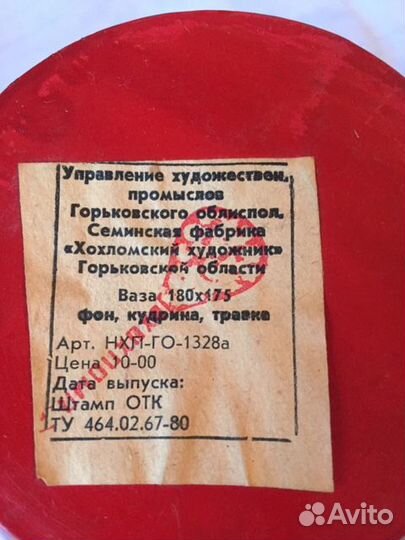 Управление художествен.
промыслов
Горьковского облиспол.
Семинская фабрика
«Хохломский художник»
Горьковской области
Ваза 180х175
фон, кудрина, травка
Арт. НХП-ГО-1328а
Цена 10-00
Дата выпуска:
Штамп ОТК
ТУ 464.02.67-80
Avito